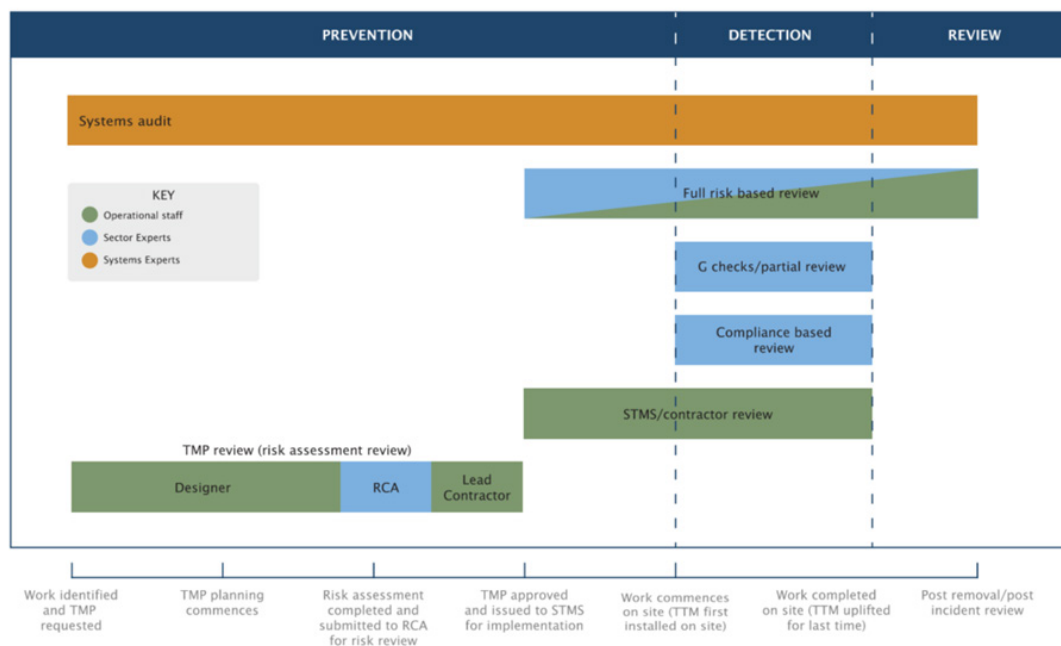 PREVENTION
DETECTION
REVIEW
Systems audit
Full risk based review
KEY
Operational staff
Sector Experts
Systems Experts
G checks/partial review
Compliance based
review
STMS/contractor review
TMP review (risk assessment review)
Designer
RCA
Lead
Contractor
Work identified
and TMP
requested
TMP planning
commences
Risk assessment
completed and
submitted to RCA
for risk review
TMP approved
and issued to STMS
for implementation
Work commences
on site (TTM first
installed on site)
Work completed
on site (TTM uplifted
for last time)
Post removal/post
incident review